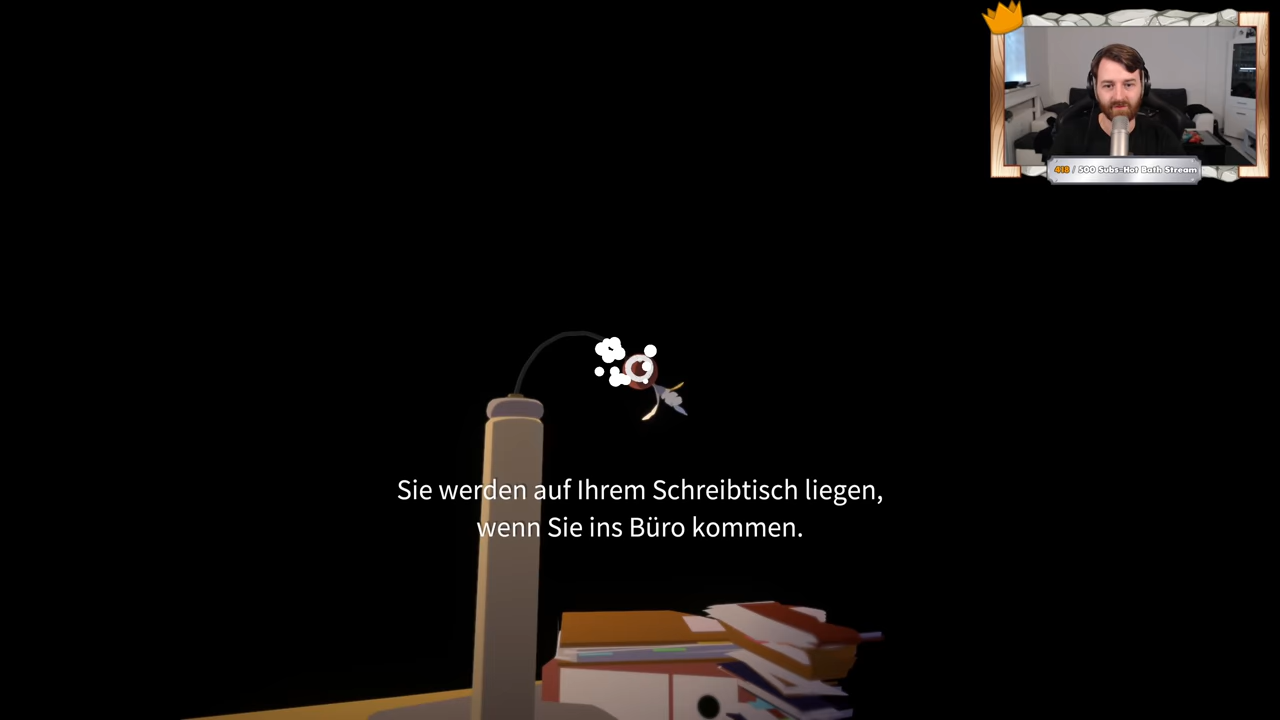 418 / 500 Subs-Hot Bath Stream
Sie werden auf Ihrem Schreibtisch liegen,
wenn Sie ins Büro kommen.